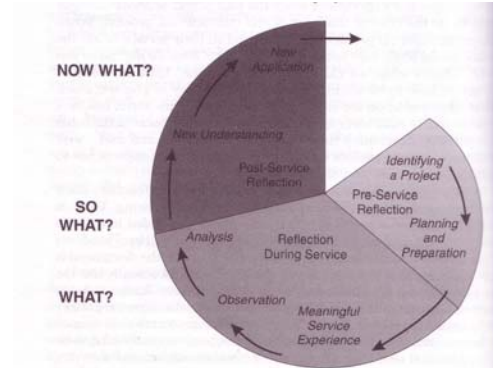 NOW WHAT?
New
Application
New Understanding
Post-Service
Reflection
Identifying
a Project
Pre-Service
Reflection
Planning
and
Preparation
SO
WHAT?
Analysis
Reflection
During Service
WHAT?
Observation
Meaningful
Service
Experience